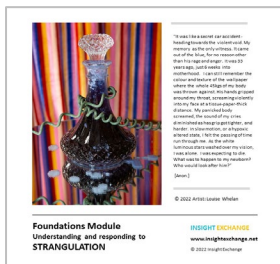 "It was like a secret car accident -
heading towards the violent void. My
memory as the only witness. It came
out of the blue, for no reason other
than his rage and anger. It was 33
years ago, just 6 weeks into
motherhood. I can still remember the
colour and texture of the wallpaper
where the whole 45kgs of my body
was thrown against. His hands gripped
around my throat, screaming violently
into my face at a tissue-paper-thin
distance. My panicked body
screamed, the sound of my cries
diminished as his grip got tighter, and
harder. In slow motion, on a hypnotic
altered state, I felt the passing of time
run through me. As the white
luminous stars washed over my vision,
I was alone. I was expecting to die.
What was to happen to my newborn?
Who would look after him?"
[Anon]
© 2022 Artist: Louise Whelan
Foundations Module
Understanding and responding to
STRANGULATION
INSIGHT EXCHANGE
www.insightexchange.net
© 2022 Insight Exchange